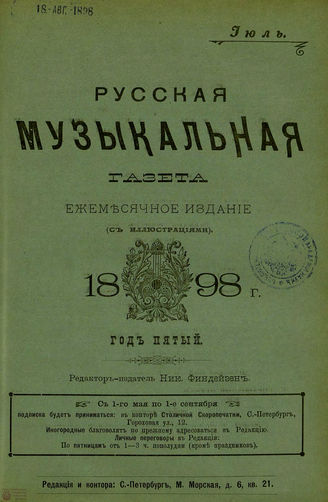 18-АВГ.1898
Іюль.
РУССКАЯ
МУЗЫКАЛЬНАЯ
ГАЗЕТА
ЕЖЕМѢСЯЧНОЕ ИЗДАНІЕ
(СЪ ИЛЛЮСТРАЦІЯМИ).
18 98 г.
ГОДЪ ПЯТЫЙ.
Редакторъ-издатель Ник. Финдейзенъ.
Съ 1-го мая по 1-е сентября
подписка будетъ приниматься: въ конторѣ Столичной Скоропечатни, С.-Петербургъ,
Гороховая ул., 12.
Иногородные благоволятъ по прежнему адресоваться въ Редакцію.
Личные переговоры въ Редакціи:
По пятницамъ отъ 1—3 ч. пополудни (кромѣ праздниковъ).
Редакція и контора: С.-Петербургъ, М. Морская, д. 6, кв. 21.